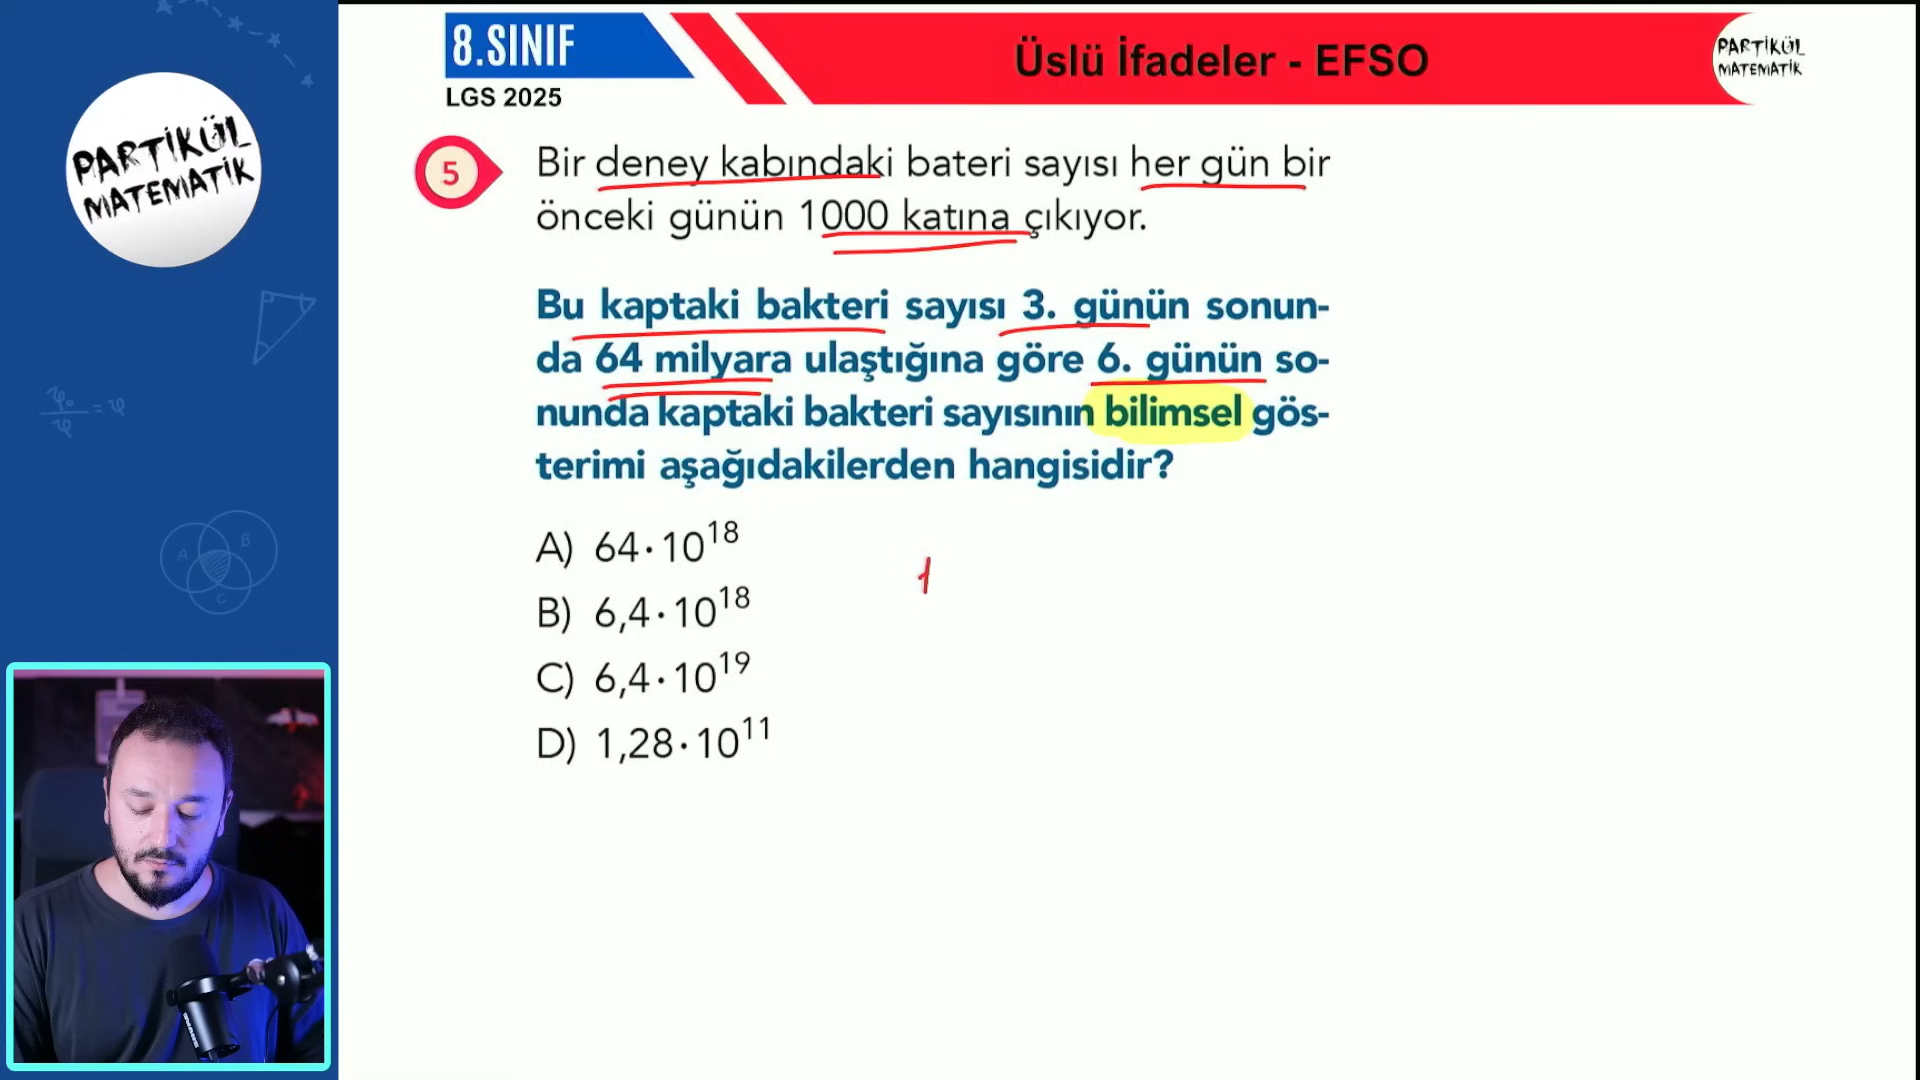 PARTİKÜL
MATEMATİK
8.SINIF
LGS 2025
Üslü İfadeler - EFSO
PARTİKÜL
MATEMATİK
5
Bir deney kabındaki bateri sayısı her gün bir
önceki günün 1000 katına çıkıyor.
Bu kaptaki bakteri sayısı 3. günün sonun-
da 64 milyara ulaştığına göre 6. günün so-
nunda kaptaki bakteri sayısının bilimsel gös-
terimi aşağıdakilerden hangisidir?
A) 64·10¹⁸
B) 6,4·10¹⁸
C) 6,4·10¹⁹
D) 1,28·10¹¹
1
A B
C